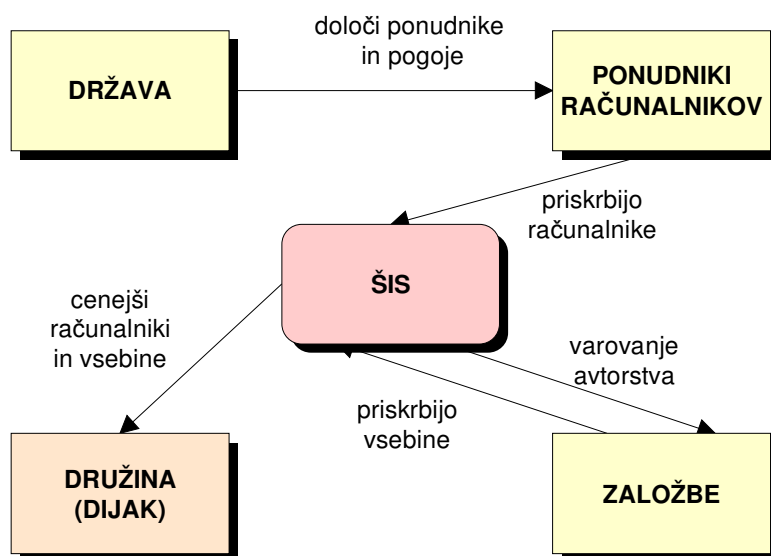 določi ponudnike
in pogoje
DRŽAVA
PONUDNIKI
RAČUNALNIKOV
priskrbijo
računalnike
ŠIS
cenejši
računalniki
in vsebine
varovanje
avtorstva
priskrbijo
vsebine
DRUŽINA
(DIJAK)
ZALOŽBE